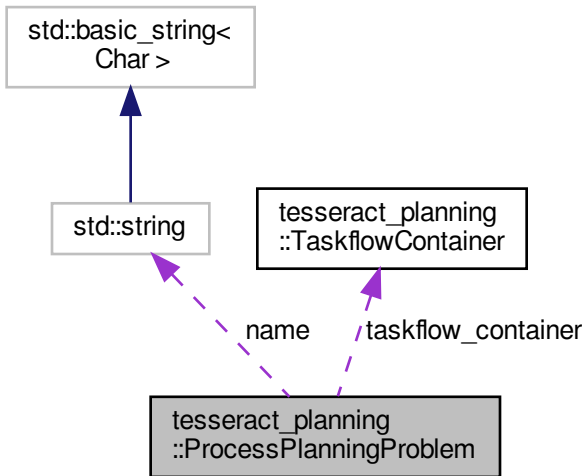 std::basic_string<
Char >
std::string
tesseract_planning
::TaskflowContainer
name
taskflow_container
tesseract_planning
::ProcessPlanningProblem